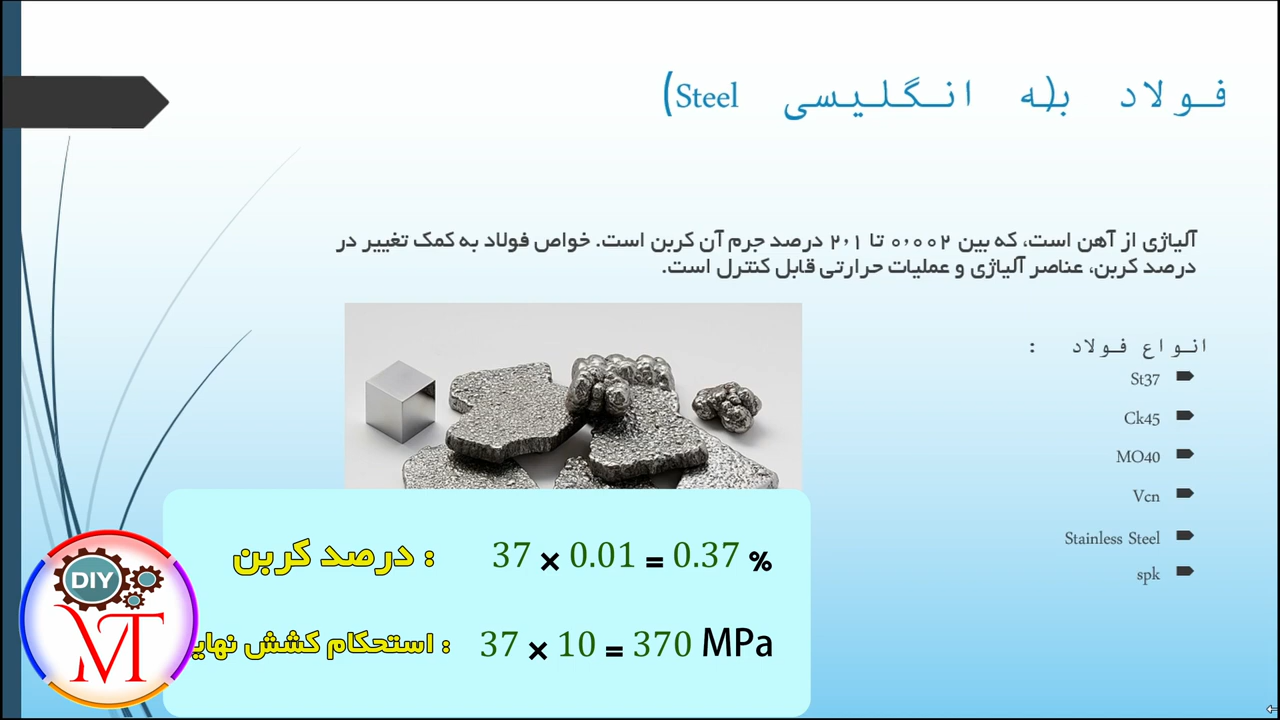 فولاد (به انگلیسی Steel)
آلیاژی از آهن است، که بین ۰٫۰۰۲ تا ۲٫۱ درصد جرم آن کربن است. خواص فولاد به کمک تغییر در
درصد کربن، عناصر آلیاژی و عملیات حرارتی قابل کنترل است.
انواع فولاد :
St37
Ck45
MO40
Vcn
Stainless Steel
spk
درصد کربن : 37 × 0.01 = 0.37 %
استحکام کشش : 37 × 10 = 370 MPa
DIY
VT